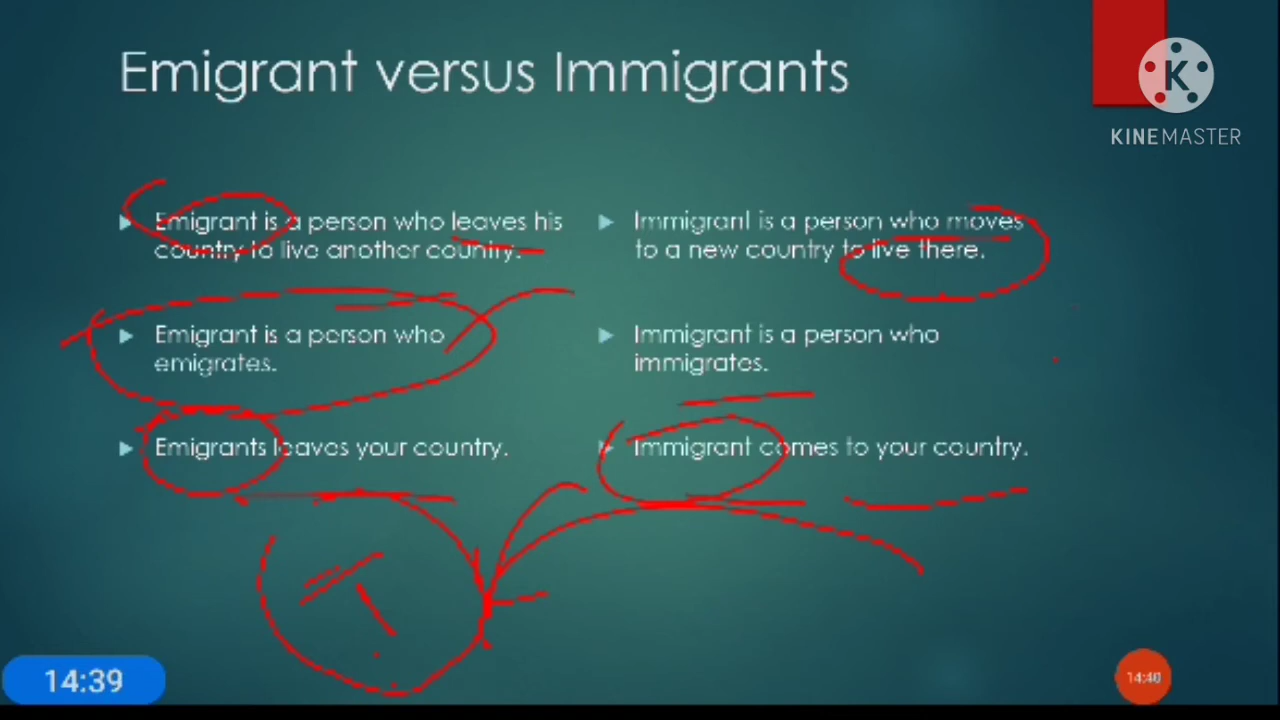 Emigrant versus Immigrants
K
KINEMASTER
Emigrant is a person who leaves his
country to live another country.
Emigrant is a person who
emigrates.
Emigrants leaves your country.
Immigrant is a person who moves
to a new country to live there.
Immigrant is a person who
immigrates.
Immigrant comes to your country.
14:39
14:40